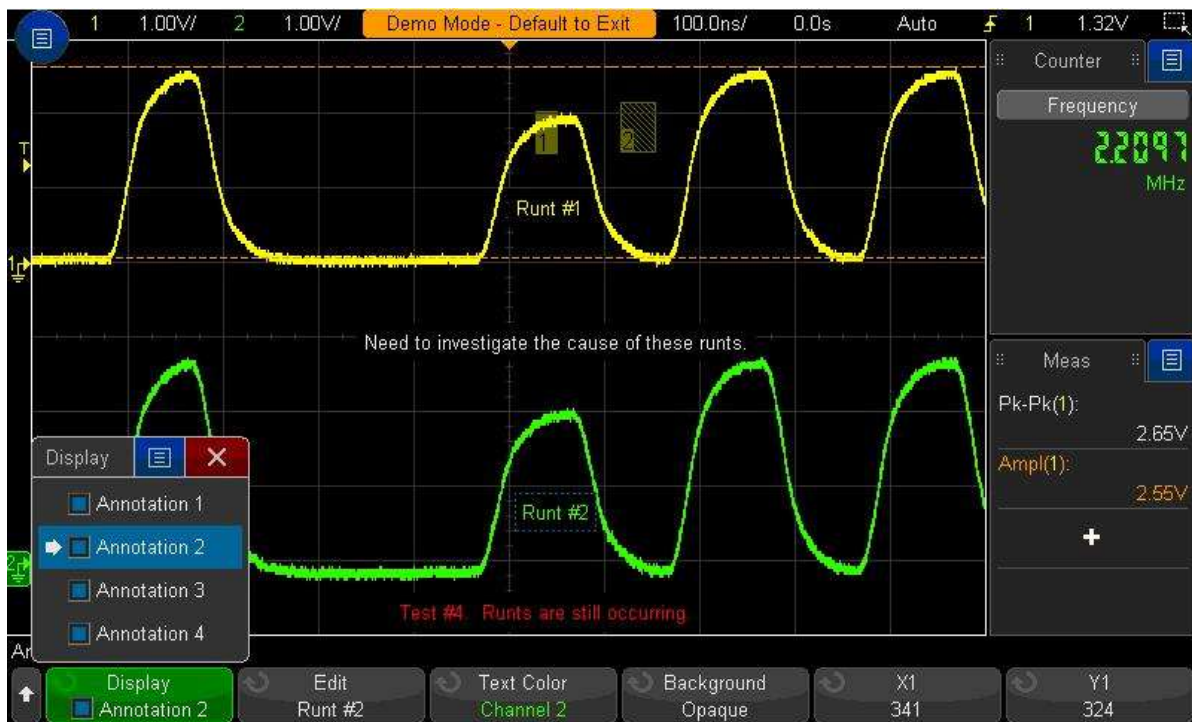 1 1.00V/ 2 1.00V/ Demo Mode - Default to Exit 100.0ns/ 0.0s Auto 1 1.32V
Counter
Frequency
2.2097
MHz
T
1 2
Runt #1
1
Need to investigate the cause of these runts.
Meas
Pk-Pk(1):
2.65V
Ampl(1):
2.55V
+
Display
Annotation 1
Annotation 2
Annotation 3
Annotation 4
Runt #2
2
Test #4. Runts are still occurring.
Display
Annotation 2
Edit
Runt #2
Text Color
Channel 2
Background
Opaque
X1
341
Y1
324